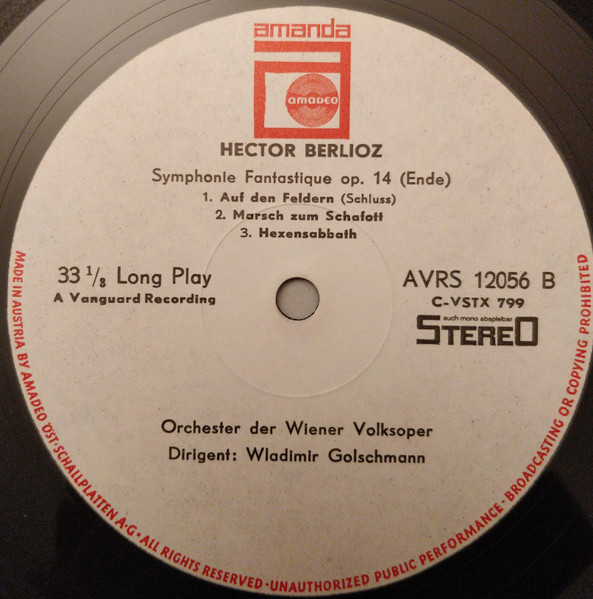 amanda
AMADEO
HECTOR BERLIOZ
Symphonie Fantastique op. 14 (Ende)
1. Auf den Feldern (Schluss)
2. Marsch zum Schafott
3. Hexensabbath
33 1/8 Long Play
A Vanguard Recording
AVRS 12056 B
C-VSTX 799
auch mono abspielbar
STEREO
Orchester der Wiener Volksoper
Dirigent: Wladimir Golschmann
MADE IN AUSTRIA BY AMADEO ÖST·SCHALLPLATTEN A·G·ALL RIGHTS RESERVED·UNAUTHORIZED PUBLIC PERFORMANCE·BROADCASTING OR COPYING PROHIBITED